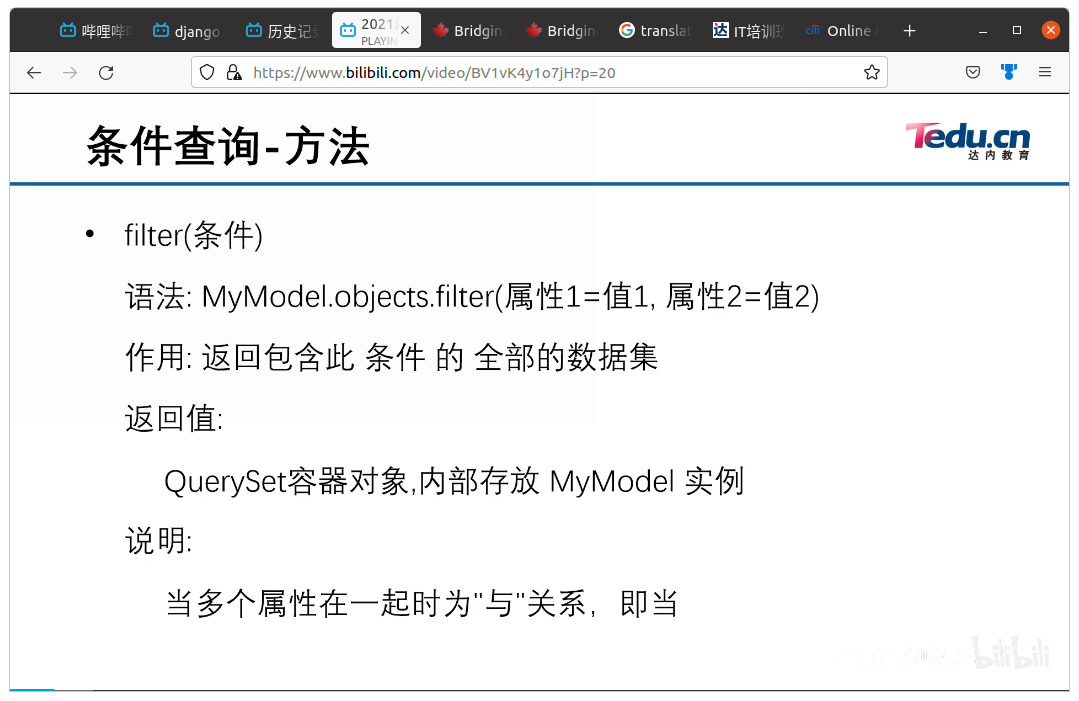 哔哩哔
django
历史记
2021
PLAYIN
Bridgin
Bridgin
translat
IT培训
Online
https://www.bilibili.com/video/BV1vK4y1o7jH?p=20
条件查询-方法
Tedu.cn
达内教育
• filter(条件)
语法: MyModel.objects.filter(属性1=值1, 属性2=值2)
作用: 返回包含此 条件 的 全部的数据集
返回值:
QuerySet容器对象,内部存放 MyModel 实例
说明:
当多个属性在一起时为"与"关系，即当
bilibili